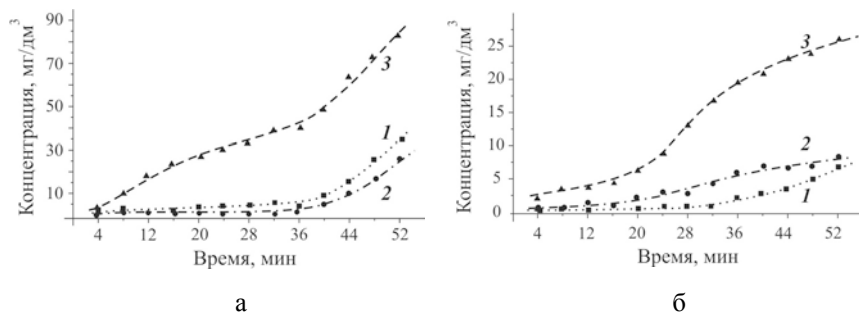 Концентрация, мг/дм³
90
70
50
30
10
4 12 20 28 36 44 52
Время, мин
3
1
2
а
Концентрация, мг/дм³
25
20
15
10
5
0
4 12 20 28 36 44 52
Время, мин
3
2
1
б